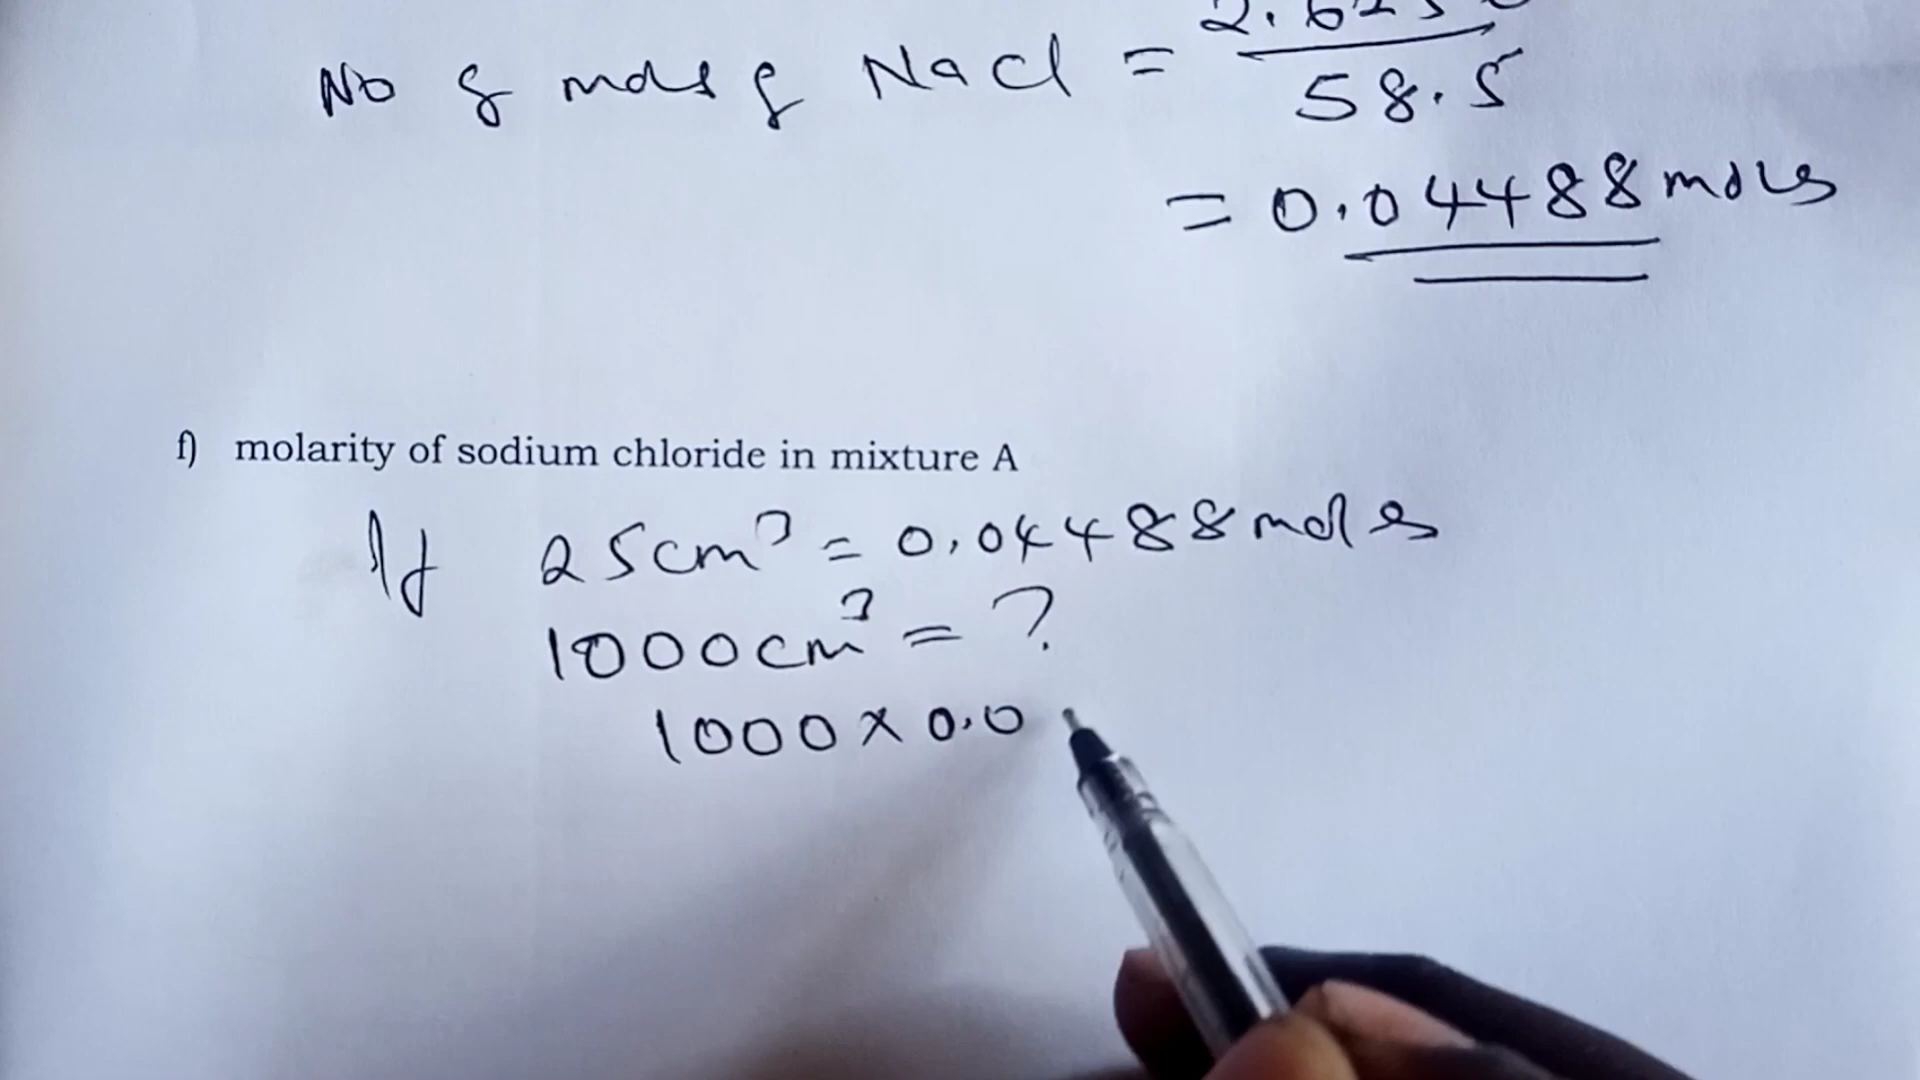 No of moles of NaCl =
58.5
= 0.04488 moles
f) molarity of sodium chloride in mixture A
If 25cm³ = 0.04488 moles
1000cm³ = ?
1000 × 0.0